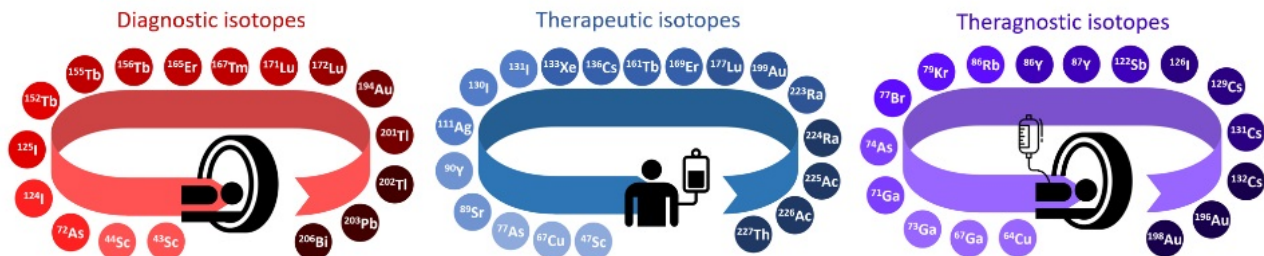 Diagnostic isotopes
⁴³Sc
⁴⁴Sc
⁷²As
¹²⁴I
¹²⁵I
¹⁵²Tb
¹⁵⁵Tb
¹⁵⁶Tb
¹⁶⁵Er
¹⁶⁷Tm
¹⁷¹Lu
¹⁷²Lu
¹⁹⁴Au
²⁰¹Tl
²⁰²Tl
²⁰³Pb
²⁰⁶Bi
Therapeutic isotopes
⁴⁷Sc
⁶⁷Cu
⁷⁷As
⁸⁹Sr
⁹⁰Y
¹¹¹Ag
¹³⁰I
¹³¹I
¹³³Xe
¹³⁶Cs
¹⁶¹Tb
¹⁶⁹Er
¹⁷⁷Lu
¹⁹⁹Au
²²³Ra
²²⁴Ra
²²⁵Ac
²²⁶Ac
²²⁷Th
Theragnostic isotopes
⁶⁴Cu
⁶⁷Ga
⁷³Ga
⁷¹Ga
⁷⁴As
⁷⁷Br
⁷⁹Kr
⁸⁶Rb
⁸⁶Y
⁸⁷Y
¹²²Sb
¹²⁶I
¹²⁹Cs
¹³¹Cs
¹³²Cs
¹⁹⁶Au
¹⁹⁸Au